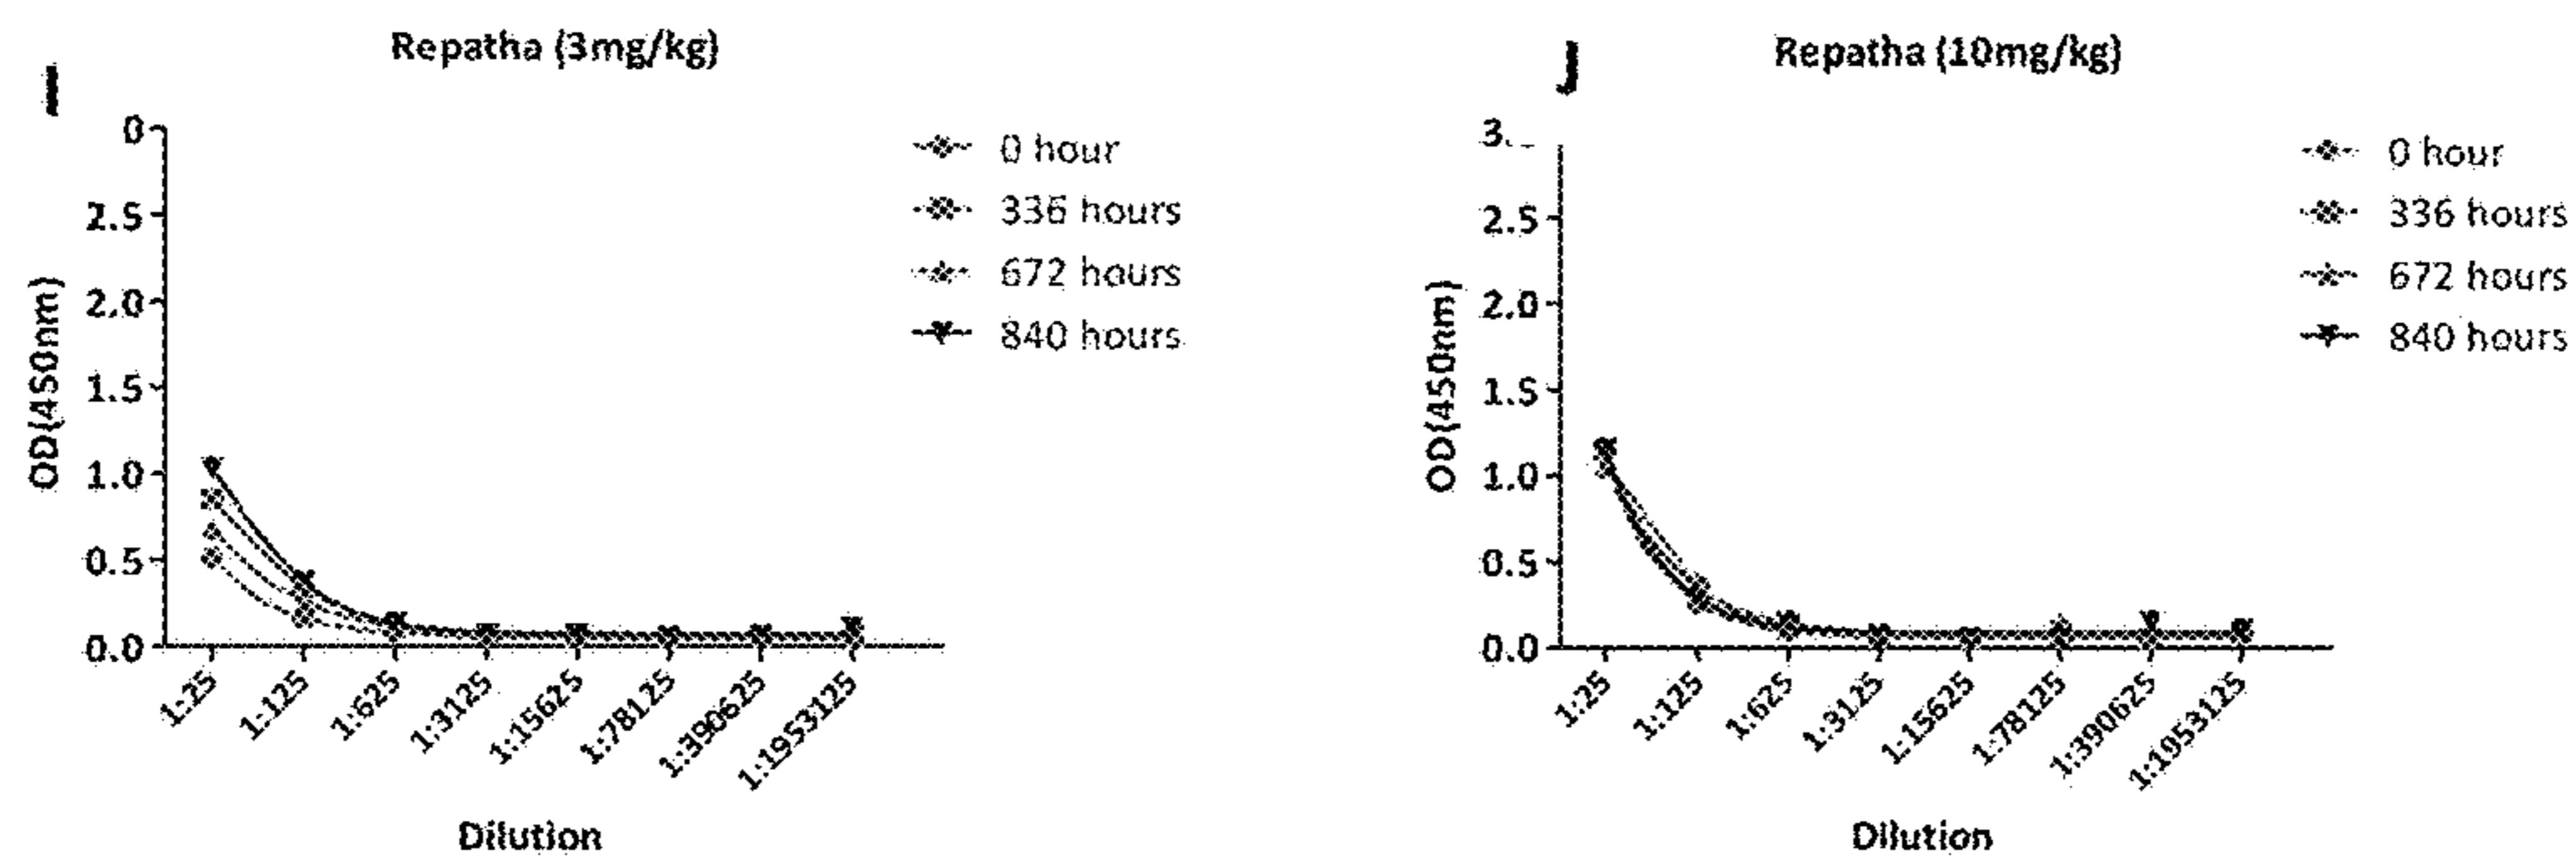 I
Repatha (3mg/kg)
0
2.5
2.0
1.5
1.0
0.5
0.0
OD(450nm)
0 hour
336 hours
672 hours
840 hours
1:25
1:125
1:625
1:3125
1:15625
1:78125
1:390625
1:1953125
Dilution
J
Repatha (10mg/kg)
3.
2.5
2.0
1.5
1.0
0.5
0.0
OD(450nm)
0 hour
336 hours
672 hours
840 hours
1:25
1:125
1:625
1:3125
1:15625
1:78125
1:390625
1:1953125
Dilution